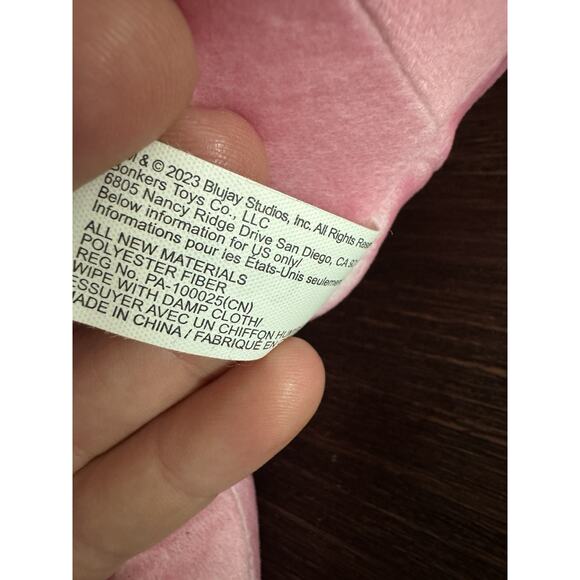 & © 2023 Blujay Studios, Inc. All Rights
Bonkers Toys Co., LLC
6805 Nancy Ridge Drive San Diego, CA
Below information for US only/
Informations pour les États-Unis seulement
ALL NEW MATERIALS
POLYESTER FIBER
REG No. PA-100025(CN)
WIPE WITH DAMP CLOTH/
ESSUYER AVEC UN CHIFFON
MADE IN CHINA / FABRIQUÉ EN